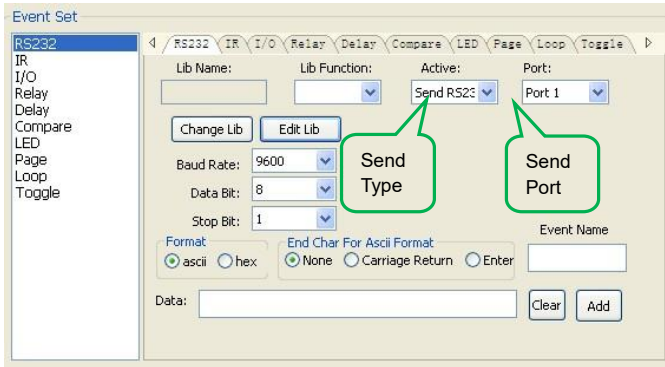 Event Set
RS232
IR
I/O
Relay
Delay
Compare
LED
Page
Loop
Toggle
RS232 IR I/O Relay Delay Compare LED Page Loop Toggle
Lib Name: Lib Function: Active: Port:
Send RS23 Port 1
Change Lib Edit Lib
Baud Rate: 9600
Data Bit: 8
Stop Bit: 1
Send
Type
Send
Port
Format
ascii hex
End Char For Ascii Format
None Carriage Return Enter
Event Name
Data: Clear Add